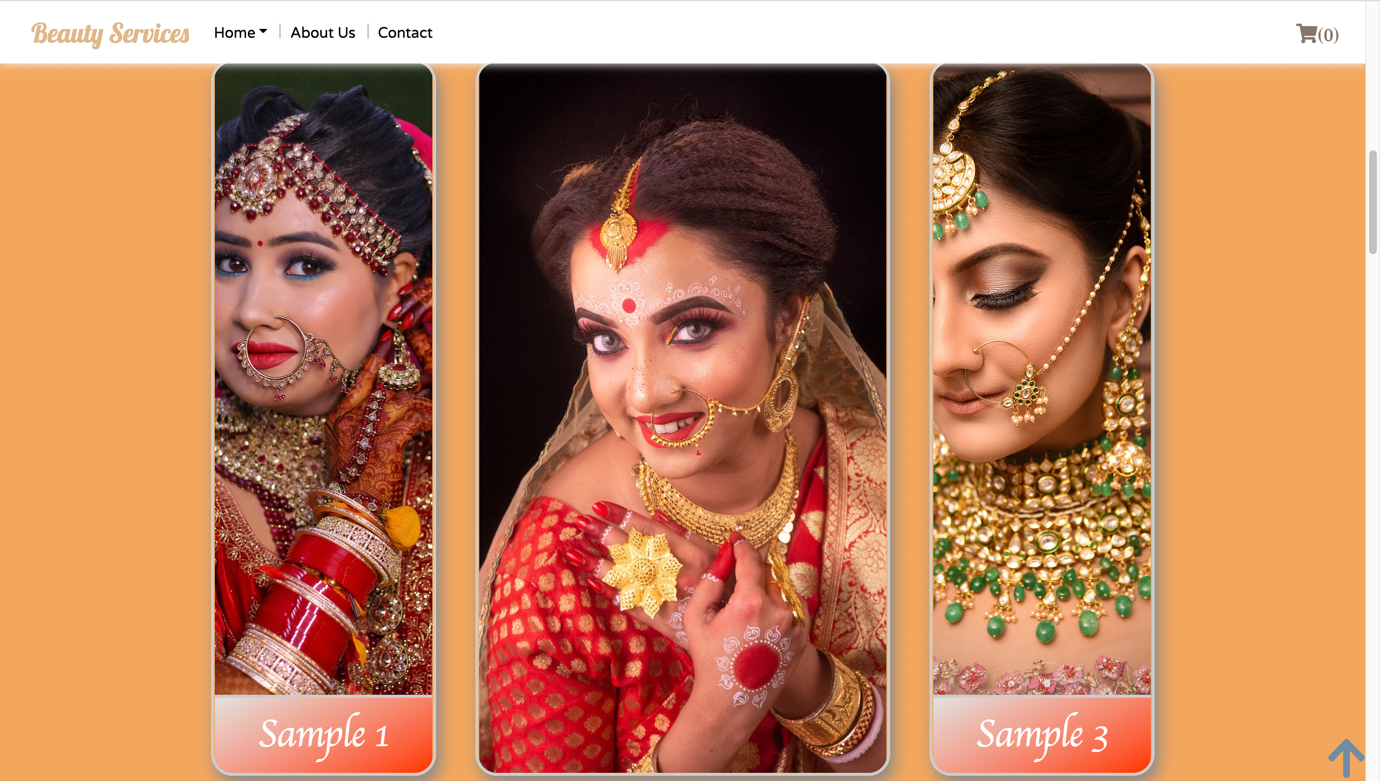 Beauty Services Home About Us Contact (0)
Sample 1 Sample 3